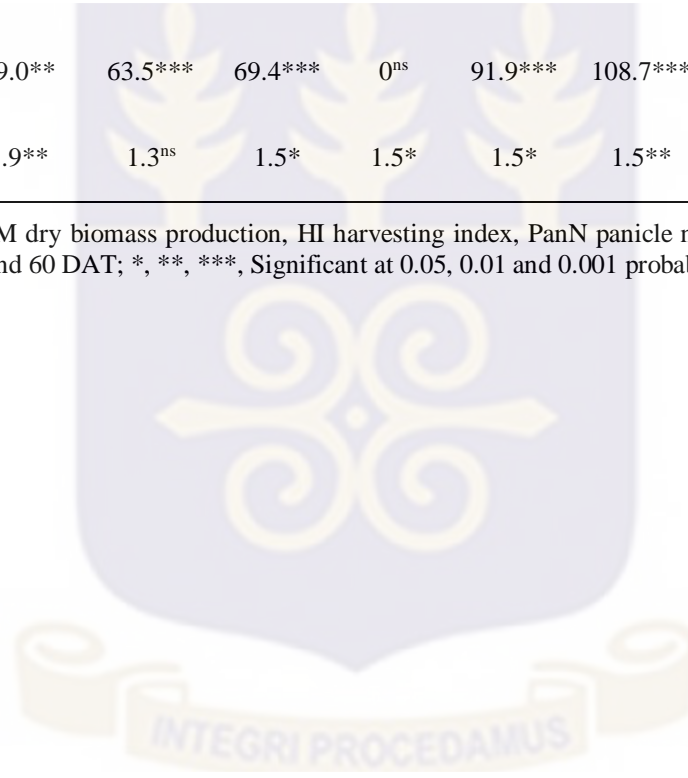 9.0** 63.5*** 69.4*** 0ns 91.9*** 108.7***
.9** 1.3ns 1.5* 1.5* 1.5* 1.5**
M dry biomass production, HI harvesting index, PanN panicle
nd 60 DAT; *, **, ***, Significant at 0.05, 0.01 and 0.001
INTEGRI PROCEDAMUS